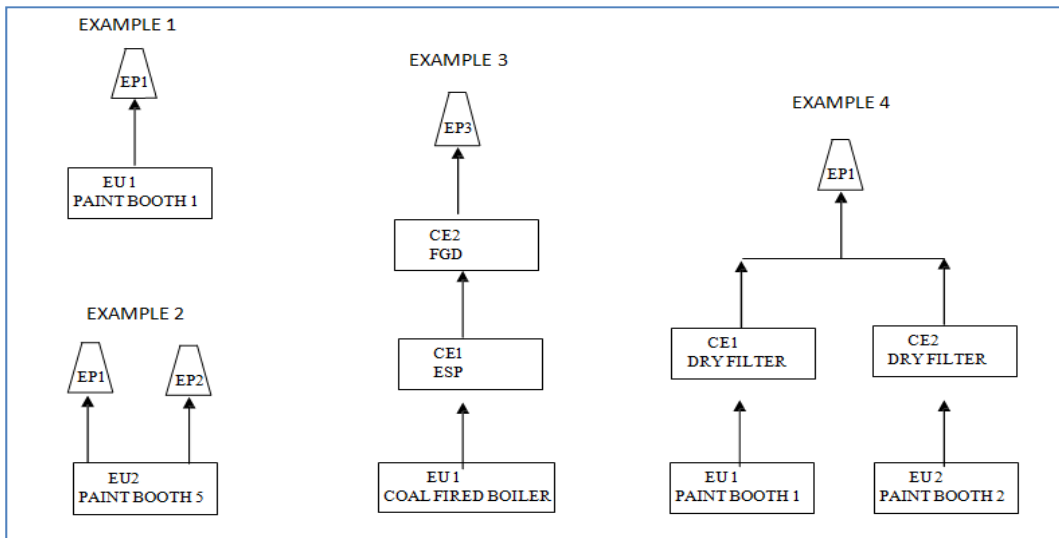 EXAMPLE 1
EP1
EU 1
PAINT BOOTH 1
EXAMPLE 2
EP1
EP2
EU2
PAINT BOOTH 5
EXAMPLE 3
EP3
CE2
FGD
CE1
ESP
EU 1
COAL FIRED BOILER
EXAMPLE 4
EP1
CE1
DRY FILTER
CE2
DRY FILTER
EU 1
PAINT BOOTH 1
EU 2
PAINT BOOTH 2